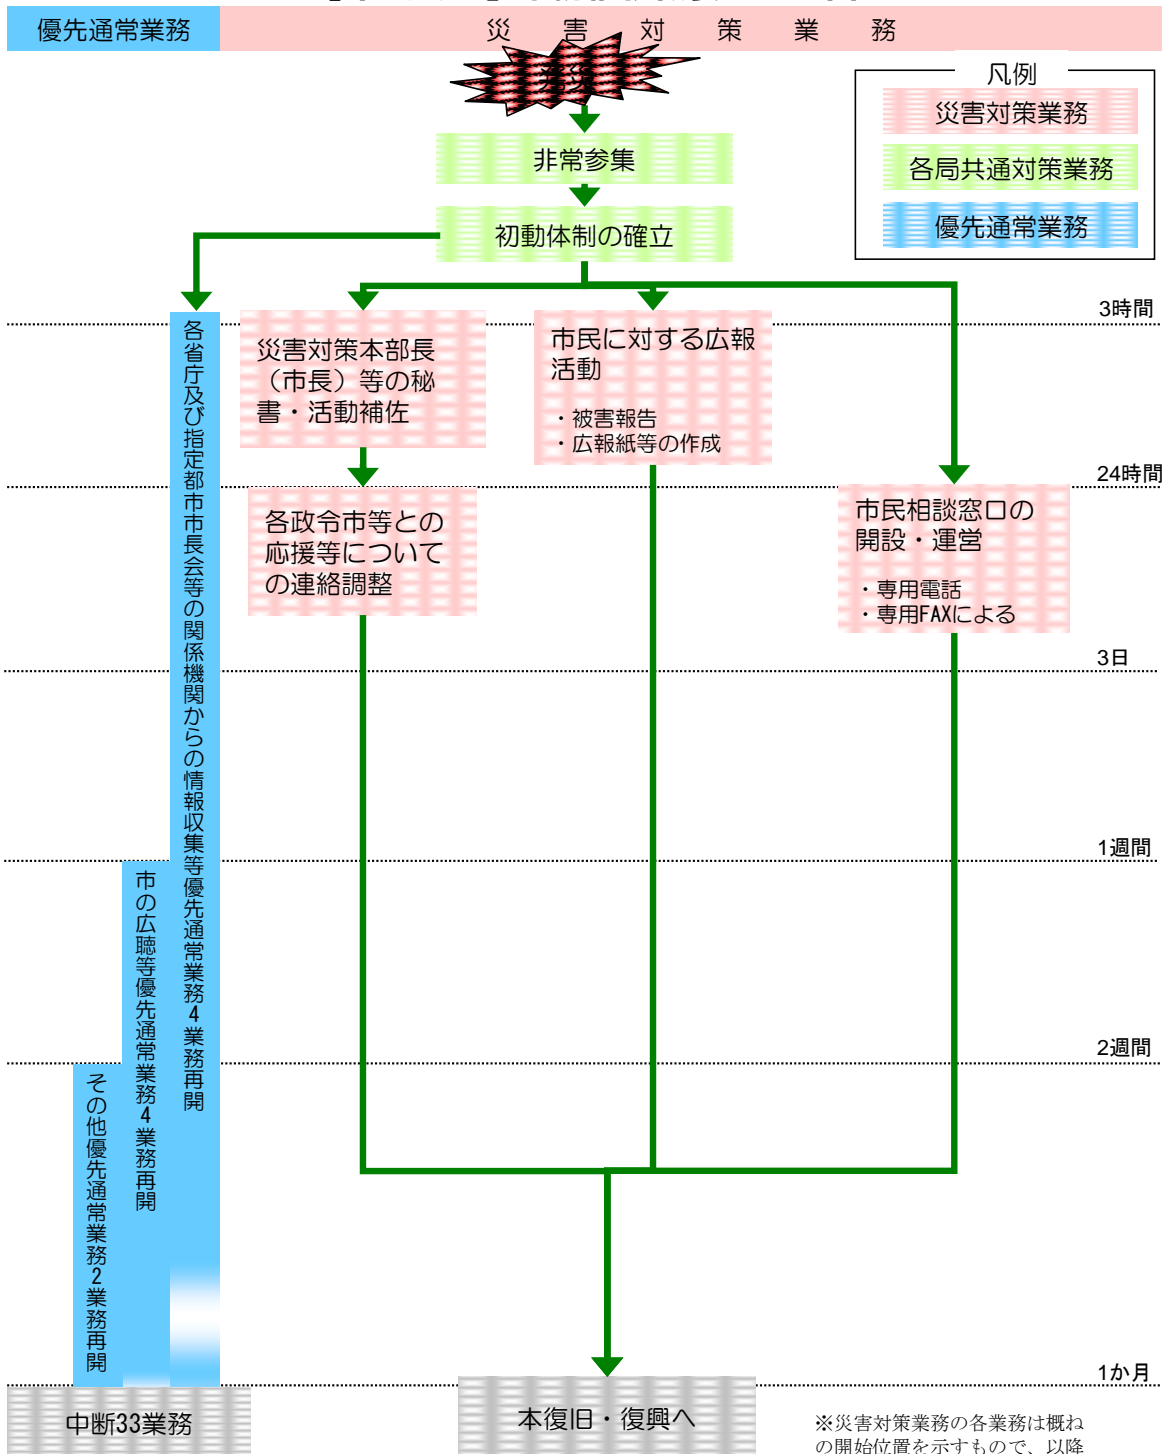 優先通常業務
災害対策業務
発災
凡例
災害対策業務
各局共通対策業務
優先通常業務
非常参集
初動体制の確立
3時間
各省庁及び指定都市市長会等の関係機関からの情報収集等優先通常業務4業務再開
災害対策本部長
(市長)等の秘
書・活動補佐
市民に対する広報
活動
・被害報告
・広報紙等の作成
24時間
各政令市等との
応援等について
の連絡調整
市民相談窓口の
開設・運営
・専用電話
・専用FAXによる
3日
1週間
市の広聴等優先通常業務4業務再開
2週間
その他優先通常業務2業務再開
1か月
中断33業務
本復旧・復興へ
※災害対策業務の各業務は概ね
の開始位置を示すもので、以降